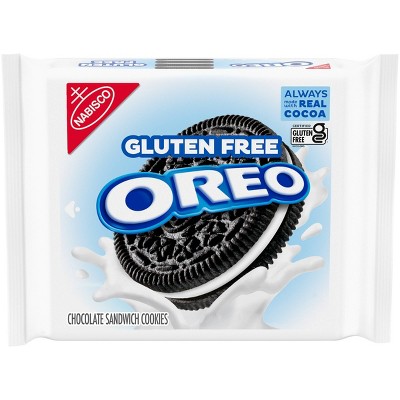 NABISCO
ALWAYS
made with REAL
COCOA
CERTIFIED
GLUTEN
FREE
GLUTEN FREE
OREO
CHOCOLATE SANDWICH COOKIES